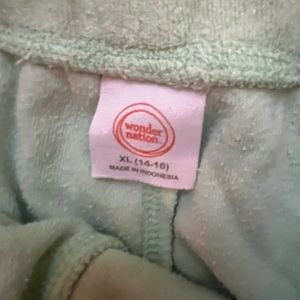 wonder
nation
XL (14-16)
MADE IN INDONESIA